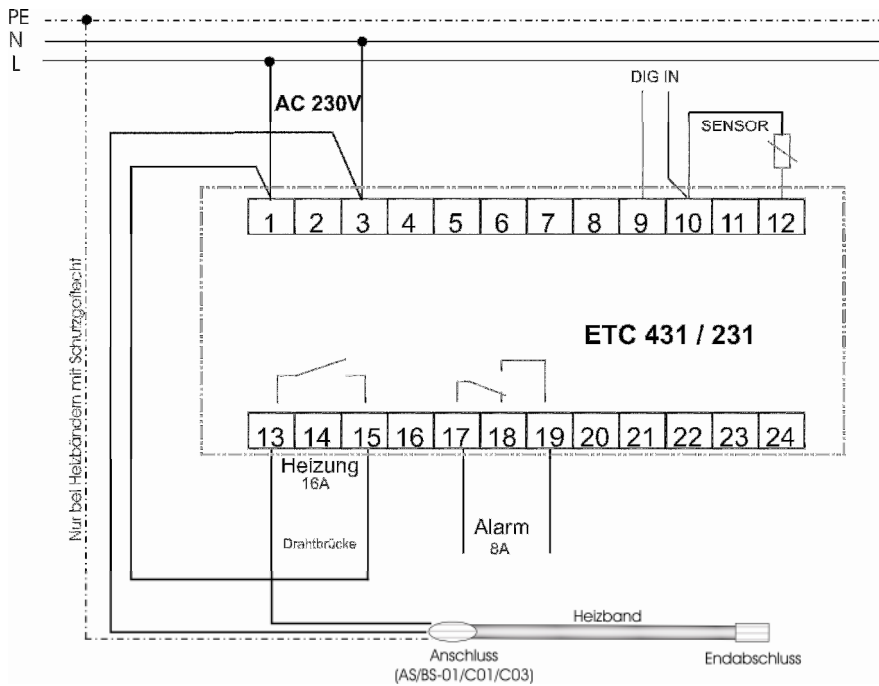 PE
N
L
AC 230V
DIG IN
SENSOR
1 2 3 4 5 6 7 8 9 10 11 12
ETC 431 / 231
13 14 15 16 17 18 19 20 21 22 23 24
Heizung
16A
Drahtbrücke
Alarm
8A
Nur bei Heizbändern mit Schutzgeflecht
Heizband
Anschluss
(AS/BS-01/C01/C03)
Endabschluss